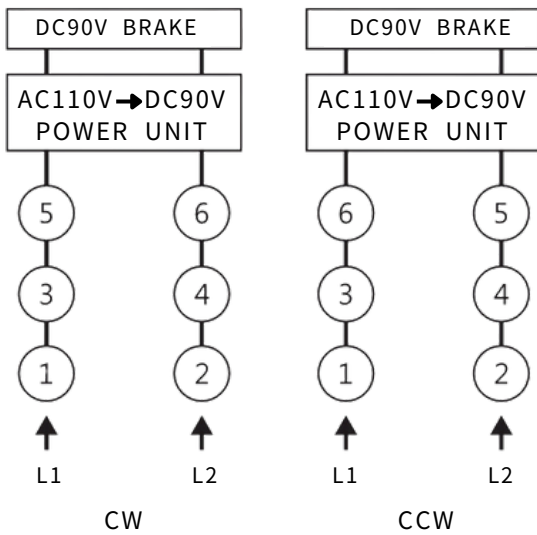 DC90V BRAKE
AC110V→DC90V
POWER UNIT
5 6
3 4
1 2
L1 L2
CW
DC90V BRAKE
AC110V→DC90V
POWER UNIT
6 5
3 4
1 2
L1 L2
CCW